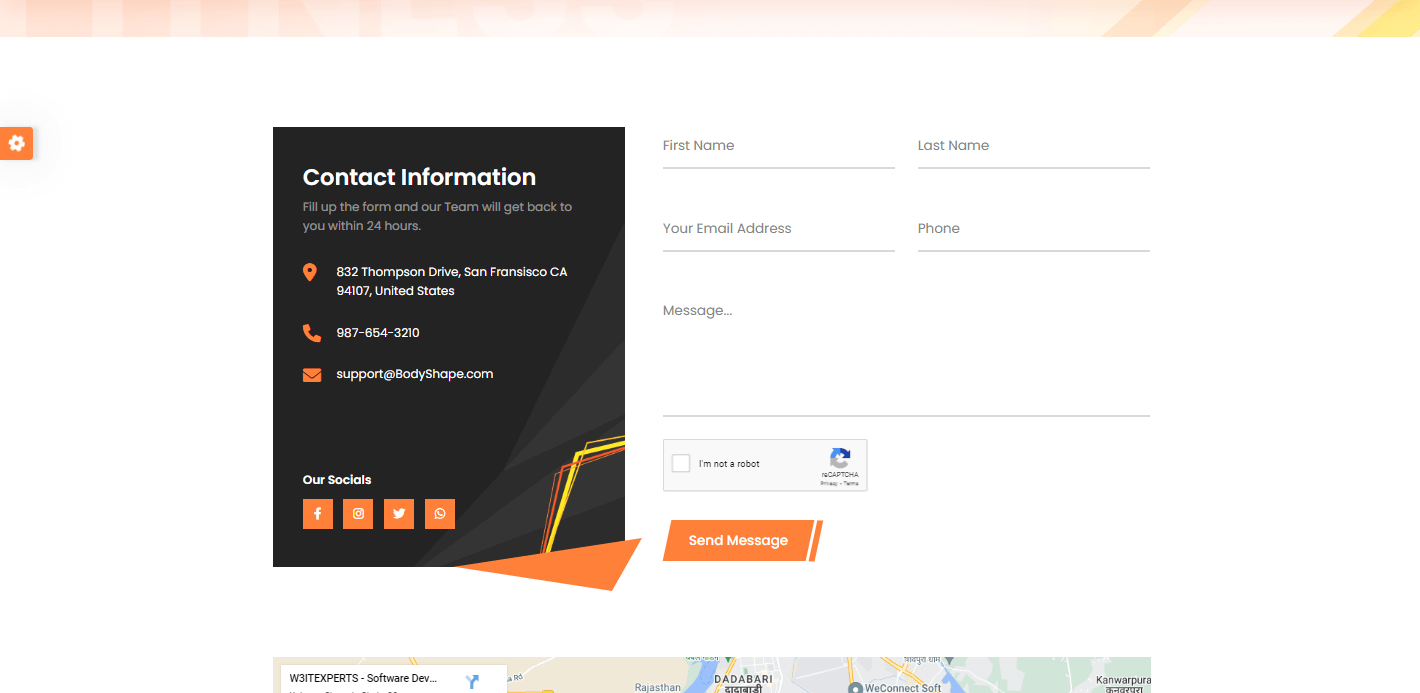 FITNESS
Contact Information
Fill up the form and our Team will get back to
you within 24 hours.
832 Thompson Drive, San Fransisco CA
94107, United States
987-654-3210
support@BodyShape.com
Our Socials
First Name
Last Name
Your Email Address
Phone
Message...
I'm not a robot
reCAPTCHA
Privacy - Terms
Send Message
W3ITEXPERTS - Software Dev...
Rd
Rajasthan
DADABARI
दादाबाड़ी
WeConnect Soft
Kanwarpura